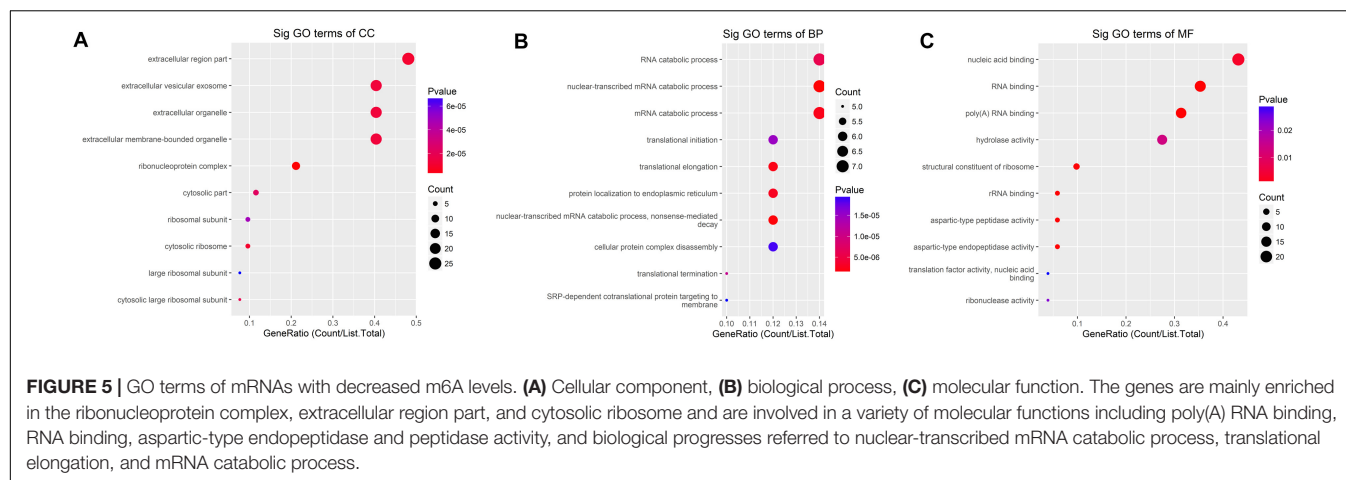 A
Sig GO terms of CC
extracellular region part
extracellular vesicular exosome
extracellular organelle
extracellular membrane-bounded organelle
ribonucleoprotein complex
cytosolic part
ribosomal subunit
cytosolic ribosome
large ribosomal subunit
cytosolic large ribosomal subunit
0.1 0.2 0.3 0.4 0.5
GeneRatio (Count/List.Total)
Pvalue
6e-05
4e-05
2e-05
Count
5
10
15
20
25
B
Sig GO terms of BP
RNA catabolic process
nuclear-transcribed mRNA catabolic process
mRNA catabolic process
translational initiation
translational elongation
protein localization to endoplasmic reticulum
nuclear-transcribed mRNA catabolic process, nonsense-mediated
decay
cellular protein complex disassembly
translational termination
SRP-dependent cotranslational protein targeting to
membrane
0.10 0.11 0.12 0.13 0.13 0.14
GeneRatio (Count/List.Total)
Count
5.0
5.5
6.0
6.5
7.0
Pvalue
1.5e-05
1.0e-05
5.0e-06
C
Sig GO terms of MF
nucleic acid binding
RNA binding
poly(A) RNA binding
hydrolase activity
structural constituent of ribosome
rRNA binding
aspartic-type peptidase activity
aspartic-type endopeptidase activity
translation factor activity, nucleic acid
binding
ribonuclease activity
0.1 0.2 0.3 0.4
GeneRatio (Count/List.Total)
Pvalue
0.02
0.01
Count
5
10
15
20
FIGURE 5 | GO terms of mRNAs with decreased m6A levels. (A) Cellular component, (B) biological process, (C) molecular function. The genes are mainly enriched
in the ribonucleoprotein complex, extracellular region part, and cytosolic ribosome and are involved in a variety of molecular functions including poly(A) RNA binding,
RNA binding, aspartic-type endopeptidase and peptidase activity, and biological progresses referred to nuclear-transcribed mRNA catabolic process, translational
elongation, and mRNA catabolic process.